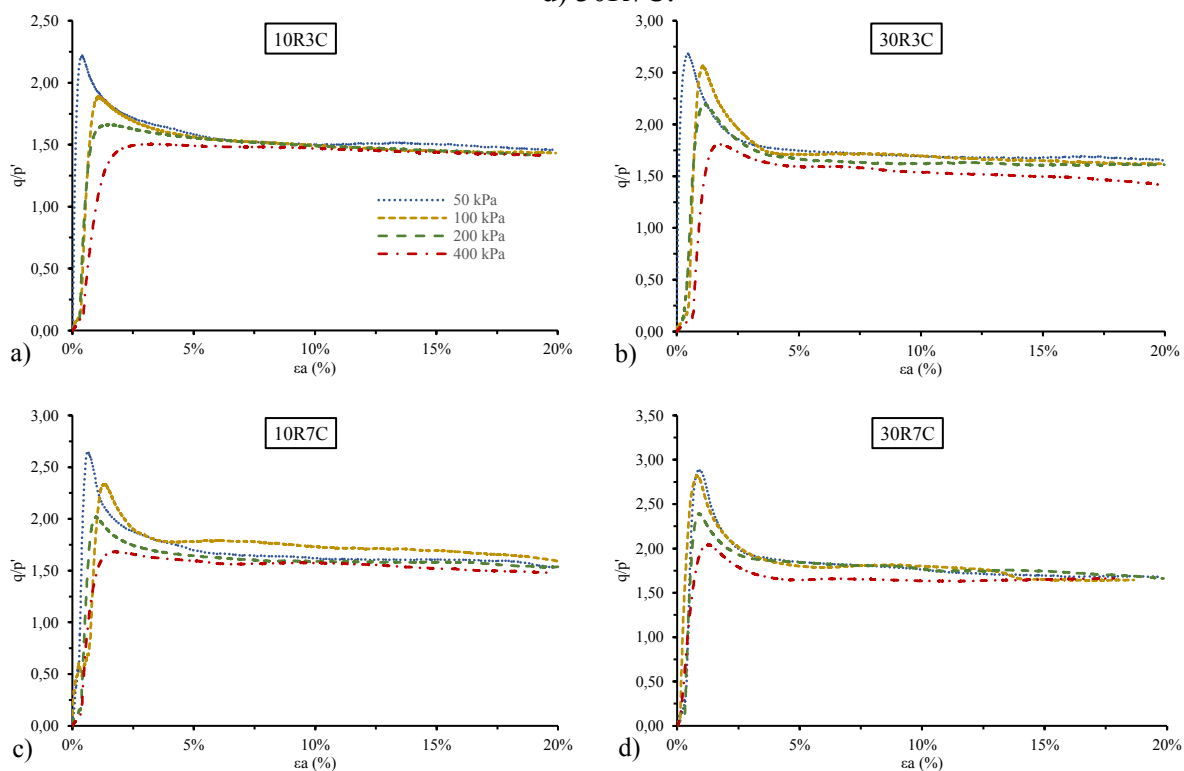 d) 30R7C.
10R3C
2,50
2,00
1,50
1,00
0,50
0,00
q/p'
50 kPa
100 kPa
200 kPa
400 kPa
0% 5% 10% 15% 20%
εa (%)
a)
30R3C
3,00
2,50
2,00
1,50
1,00
0,50
0,00
q/p'
0% 5% 10% 15% 20%
εa (%)
b)
10R7C
3,00
2,50
2,00
1,50
1,00
0,50
0,00
q/p'
0% 5% 10% 15% 20%
εa (%)
c)
30R7C
3,50
3,00
2,50
2,00
1,50
1,00
0,50
0,00
q/p'
0% 5% 10% 15% 20%
εa (%)
d)